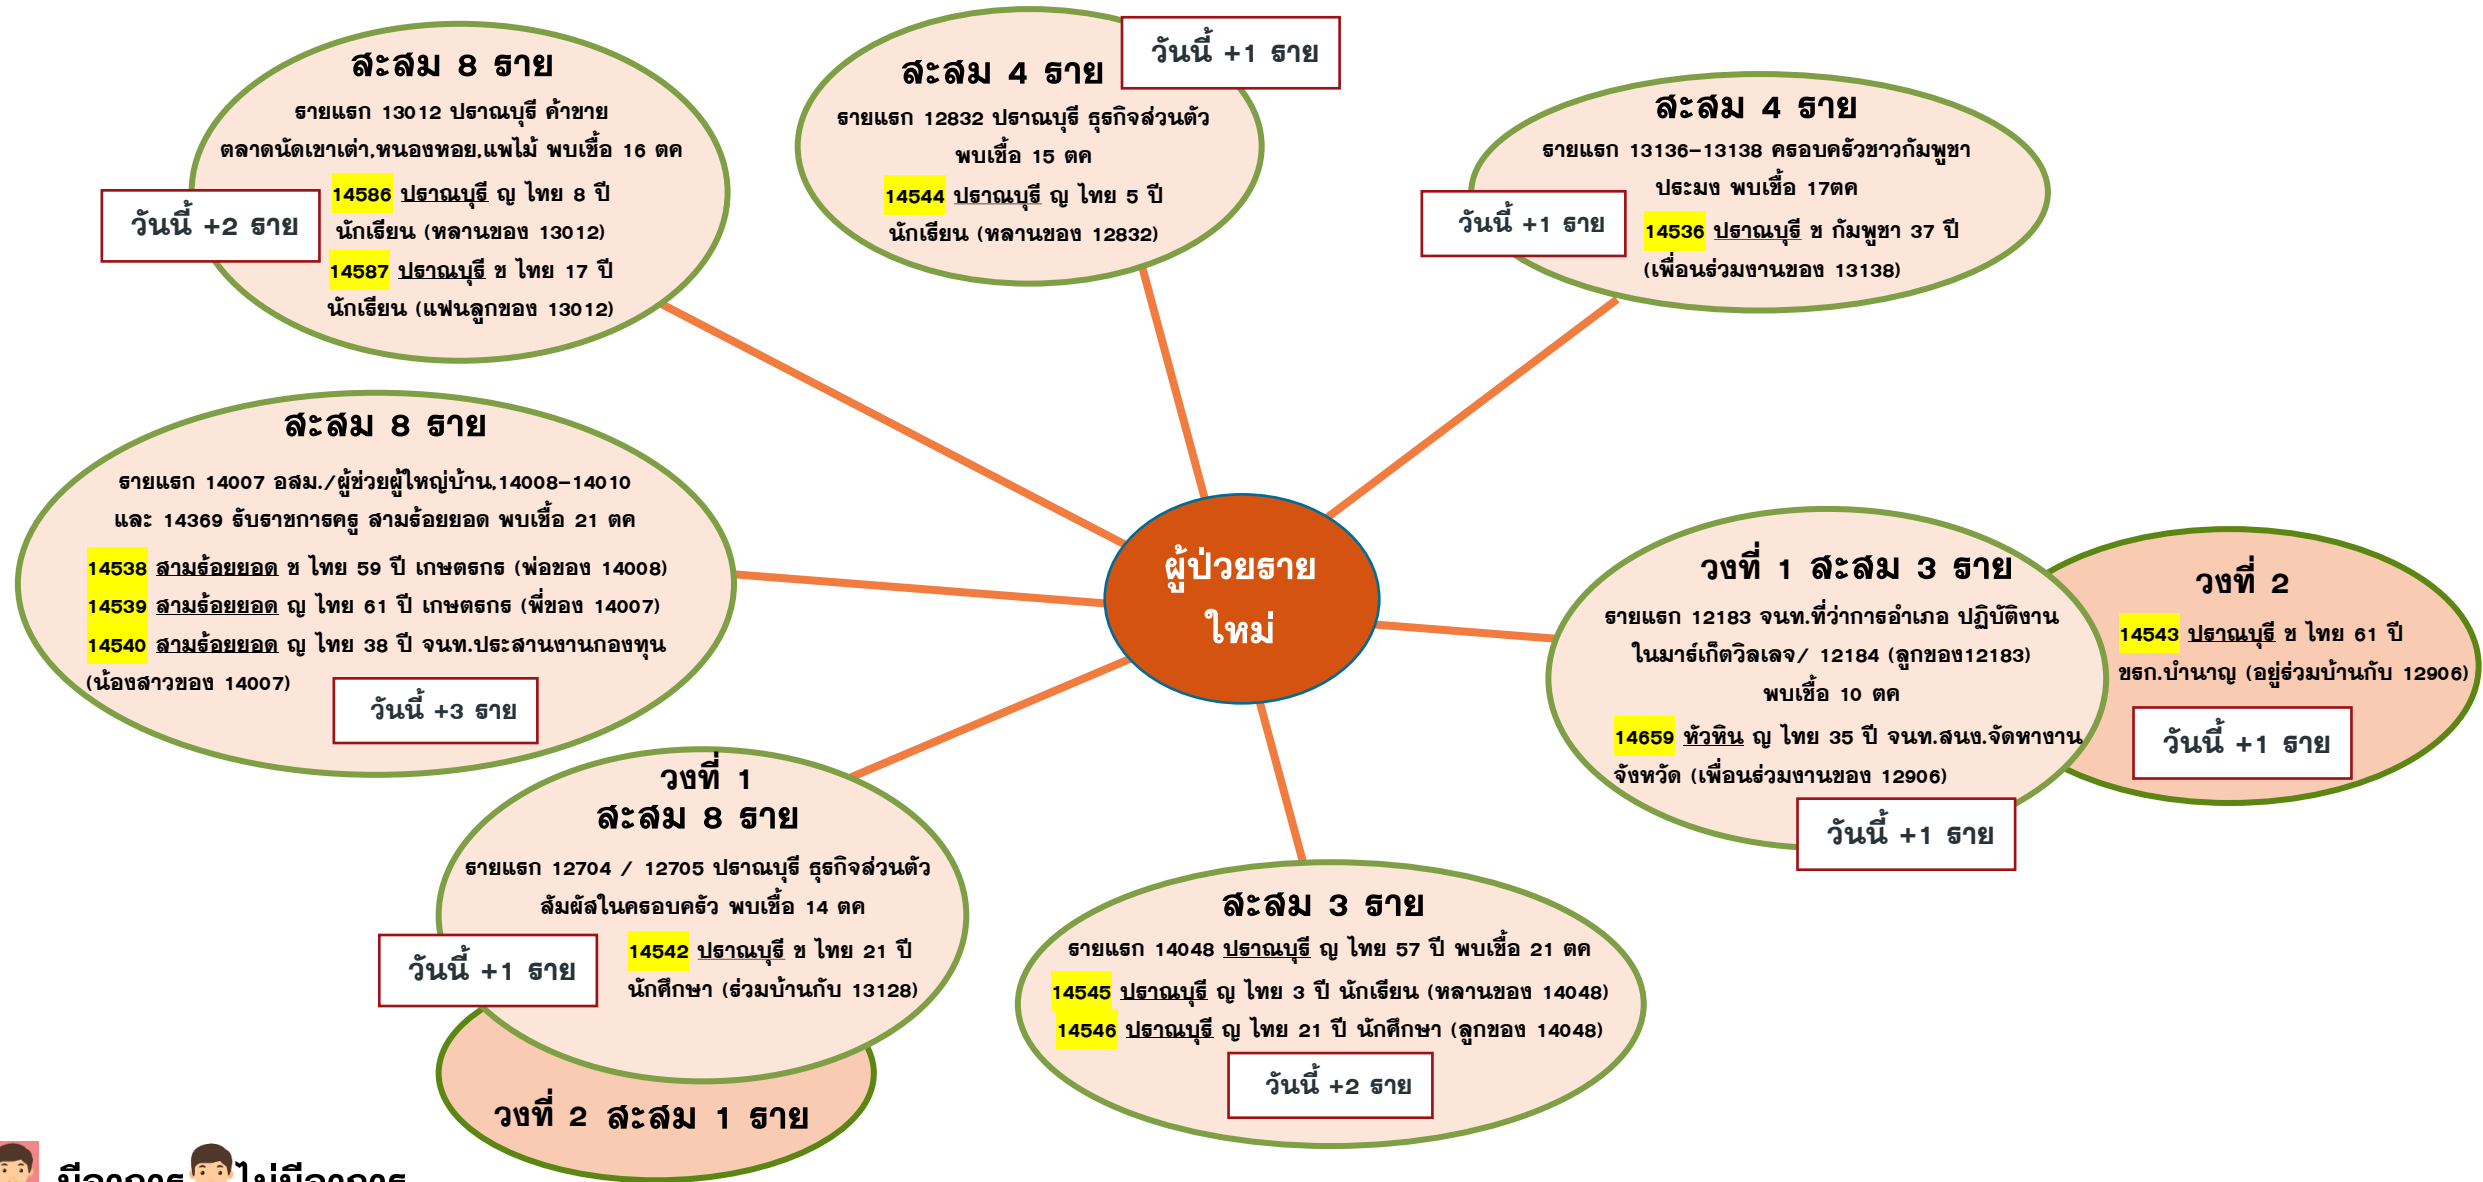 สะสม 8 ราย
รายแรก 13012 ปราณบุรี ค้าขาย
ตลาดนัดเขาเต่า,หนองหอย,แพไม้ พบเชื้อ 16 ตค
14586 ปราณบุรี ญ ไทย 8 ปี
นักเรียน (หลานของ 13012)
14587 ปราณบุรี ช ไทย 17 ปี
นักเรียน (แฟนลูกของ 13012)
วันนี้ +2 ราย
สะสม 4 ราย
วันนี้ +1 ราย
รายแรก 12832 ปราณบุรี ธุรกิจส่วนตัว
พบเชื้อ 15 ตค
14544 ปราณบุรี ญ ไทย 5 ปี
นักเรียน (หลานของ 12832)
สะสม 4 ราย
รายแรก 13136-13138 ครอบครัวชาวกัมพูชา
ประมง พบเชื้อ 17ตค
14536 ปราณบุรี ช กัมพูชา 37 ปี
(เพื่อนร่วมงานของ 13138)
วันนี้ +1 ราย
สะสม 8 ราย
รายแรก 14007 อสม./ผู้ช่วยผู้ใหญ่บ้าน,14008-14010
และ 14369 รับราชการครู สามร้อยยอด พบเชื้อ 21 ตค
14538 สามร้อยยอด ช ไทย 59 ปี เกษตรกร (พ่อของ 14008)
14539 สามร้อยยอด ญ ไทย 61 ปี เกษตรกร (พี่ของ 14007)
14540 สามร้อยยอด ญ ไทย 38 ปี จนท.ประสานงานกองทุน
(น้องสาวของ 14007)
วันนี้ +3 ราย
ผู้ป่วยราย
ใหม่
วงที่ 1 สะสม 3 ราย
รายแรก 12183 จนท.ที่ว่าการอำเภอ ปฏิบัติงาน
ในมาร์เก็ตวิลเลจ/ 12184 (ลูกของ12183)
พบเชื้อ 10 ตค
14659 หัวหิน ญ ไทย 35 ปี จนท.สนง.จัดหางาน
จังหวัด (เพื่อนร่วมงานของ 12906)
วันนี้ +1 ราย
วงที่ 2
14543 ปราณบุรี ช ไทย 61 ปี
ขรก.บำนาญ (อยู่ร่วมบ้านกับ 12906)
วันนี้ +1 ราย
วงที่ 1
สะสม 8 ราย
รายแรก 12704 / 12705 ปราณบุรี ธุรกิจส่วนตัว
สัมผัสในครอบครัว พบเชื้อ 14 ตค
14542 ปราณบุรี ช ไทย 21 ปี
นักศึกษา (ร่วมบ้านกับ 13128)
วันนี้ +1 ราย
วงที่ 2 สะสม 1 ราย
สะสม 3 ราย
รายแรก 14048 ปราณบุรี ญ ไทย 57 ปี พบเชื้อ 21 ตค
14545 ปราณบุรี ญ ไทย 3 ปี นักเรียน (หลานของ 14048)
14546 ปราณบุรี ญ ไทย 21 ปี นักศึกษา (ลูกของ 14048)
วันนี้ +2 ราย
มีอาการ ไม่มีอาการ